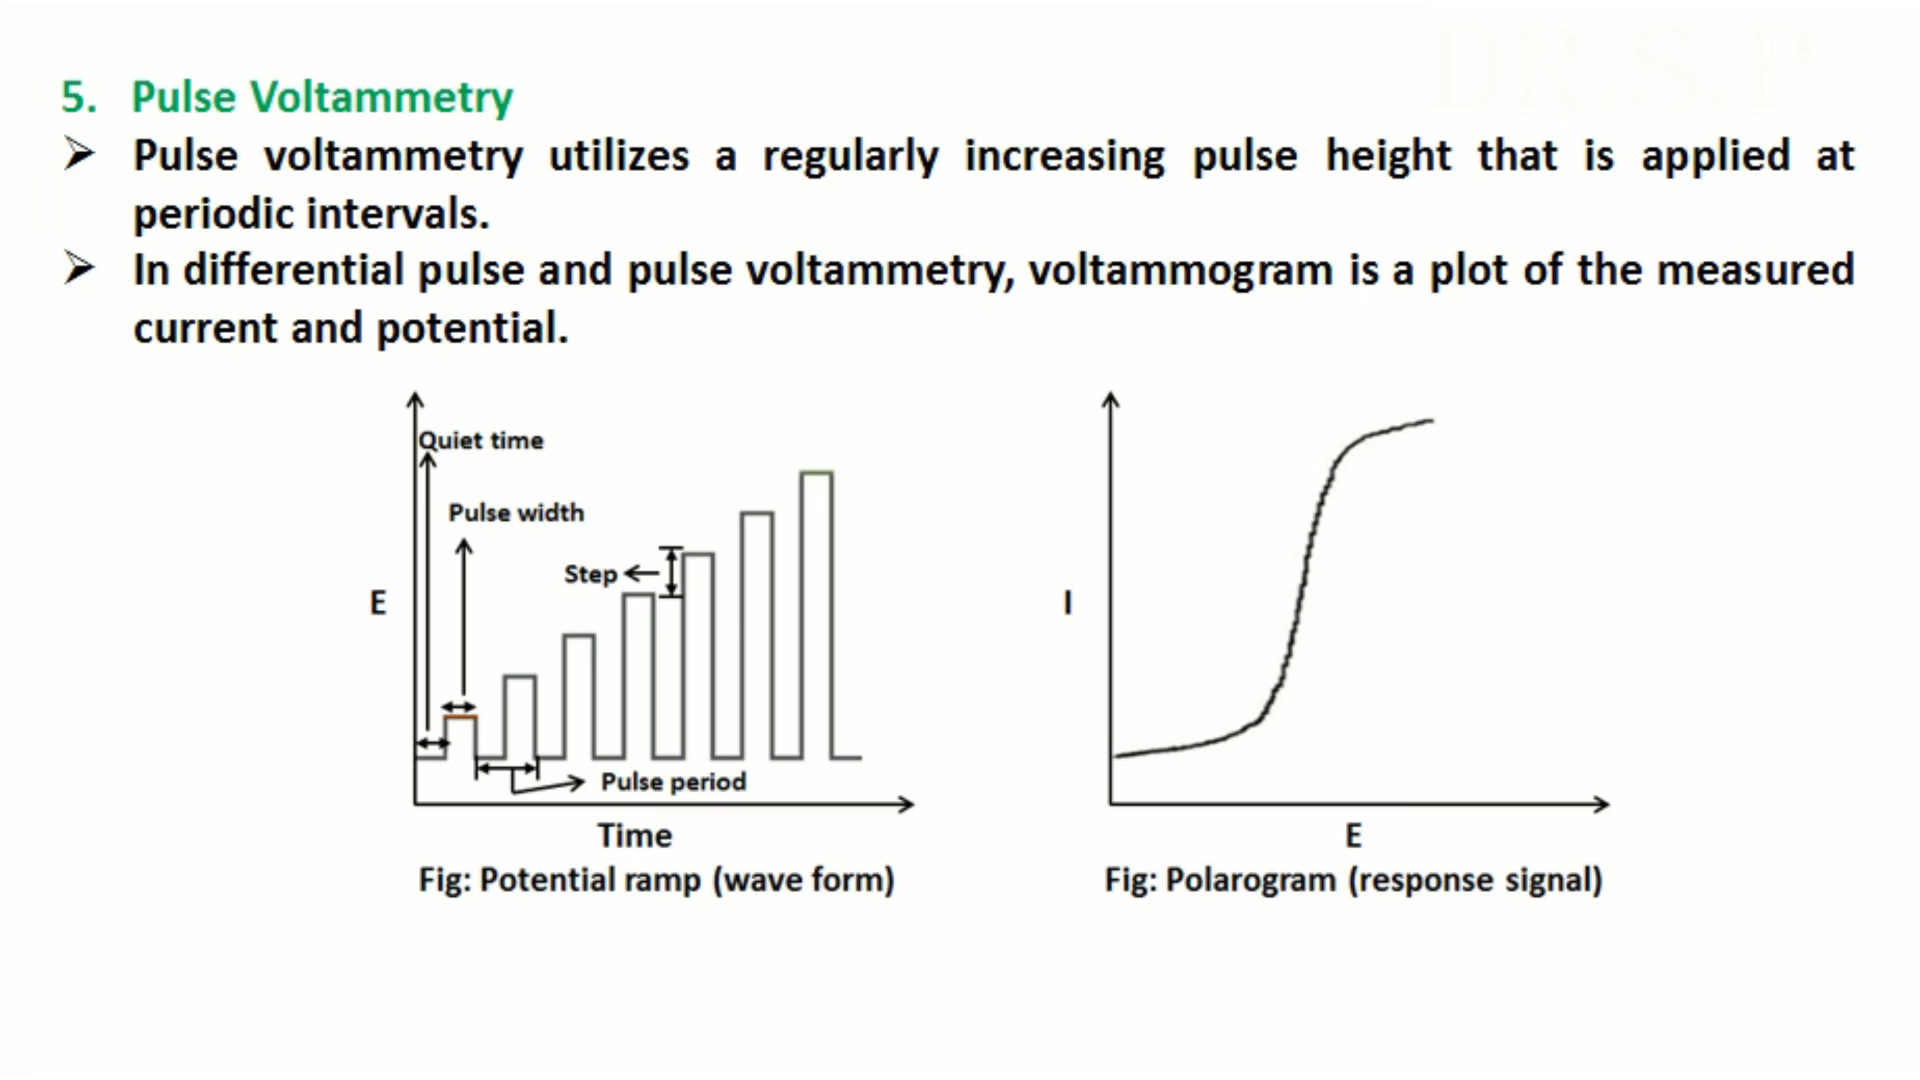 DR.S.P
5. Pulse Voltammetry
➢ Pulse voltammetry utilizes a regularly increasing pulse height that is applied at
periodic intervals.
➢ In differential pulse and pulse voltammetry, voltammogram is a plot of the measured
current and potential.
Quiet time
Pulse width
Step
E
Pulse period
Time
Fig: Potential ramp (wave form)
I
E
Fig: Polarogram (response signal)